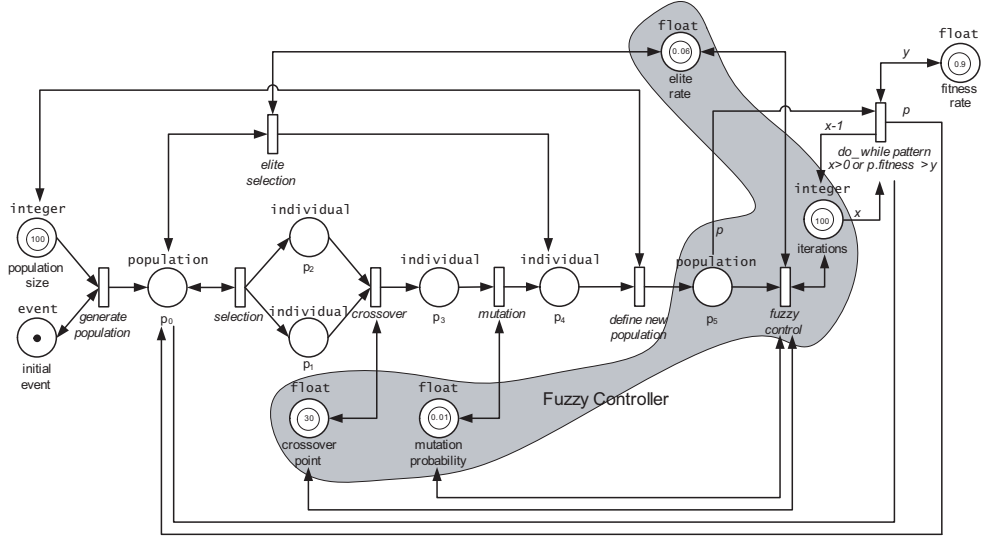 float
0.06
elite
rate
float
0.9
fitness
rate
y
p
x-1
do_while pattern
x>0 or p.fitness >y
elite
selection
integer
100
population
size
event
initial
event
generate
population
population
p0
selection
individual
p2
individual
p1
crossover
individual
p3
mutation
individual
p4
define new
population
p
population
p5
integer
100
x
iterations
fuzzy
control
float
30
crossover
point
float
0.01
mutation
probability
Fuzzy Controller